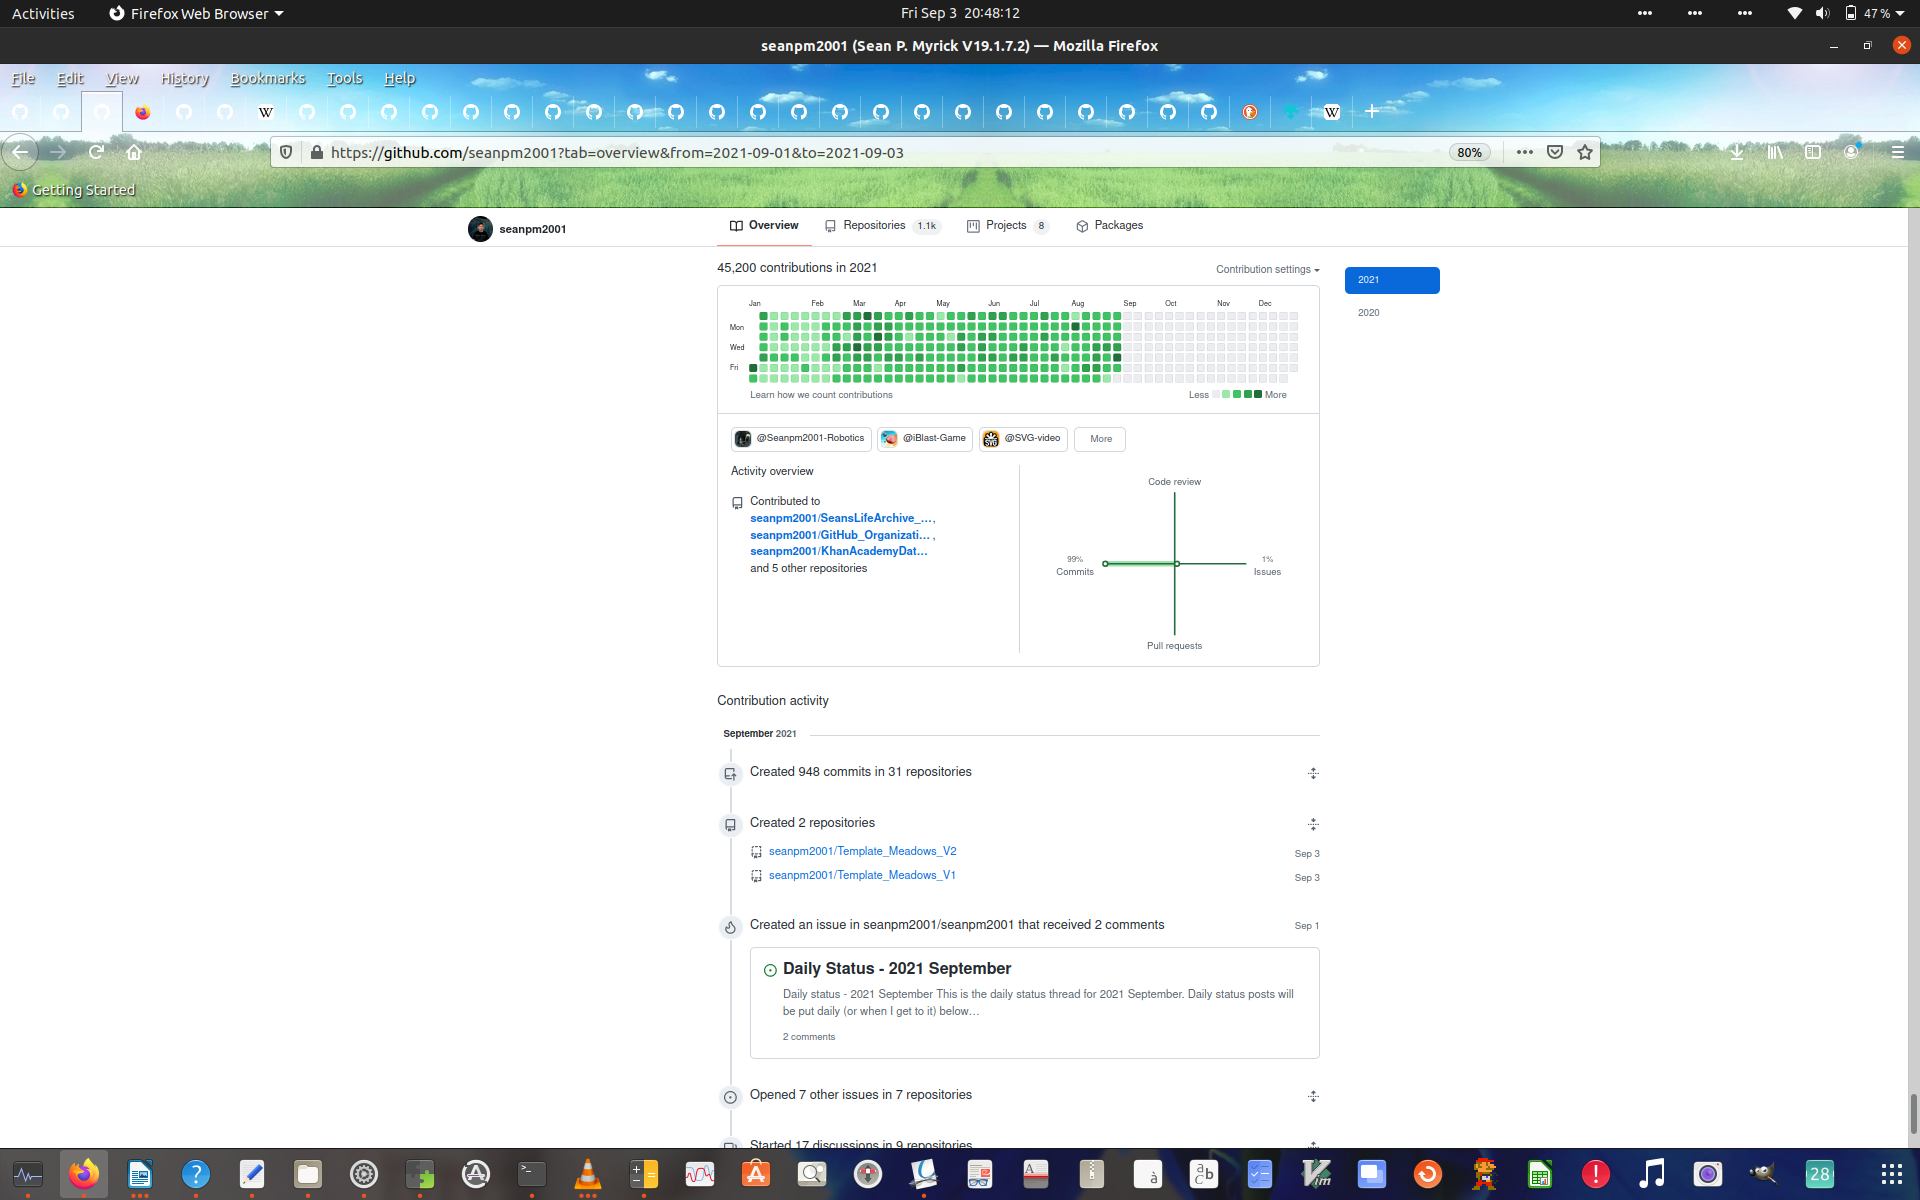 Activities
Firefox Web Browser
Fri Sep 3 20:48:12
47 %
seanpm2001 (Sean P. Myrick V19.1.7.2) — Mozilla Firefox
File Edit View History Bookmarks Tools Help
https://github.com/seanpm2001?tab=overview&from=2021-09-01&to=2021-09-03
80%
Getting Started
seanpm2001
Overview
Repositories 1.1k
Projects 8
Packages
45,200 contributions in 2021
Contribution settings
2021
2020
Jan Feb Mar Apr May Jun Jul Aug Sep Oct Nov Dec
Mon
Wed
Fri
Learn how we count contributions
Less
More
@Seanpm2001-Robotics
@iBlast-Game
@SVG-video
More
Activity overview
Contributed to
seanpm2001/SeansLifeArchive_…,
seanpm2001/GitHub_Organizati… ,
seanpm2001/KhanAcademyDat…
and 5 other repositories
Code review
99%
Commits
1%
Issues
Pull requests
Contribution activity
September 2021
Created 948 commits in 31 repositories
Created 2 repositories
seanpm2001/Template_Meadows_V2
Sep 3
seanpm2001/Template_Meadows_V1
Sep 3
Created an issue in seanpm2001/seanpm2001 that received 2 comments
Sep 1
Daily Status - 2021 September
Daily status - 2021 September This is the daily status thread for 2021 September. Daily status posts will
be put daily (or when I get to it) below…
2 comments
Opened 7 other issues in 7 repositories
Started 17 discussions in 9 repositories
28